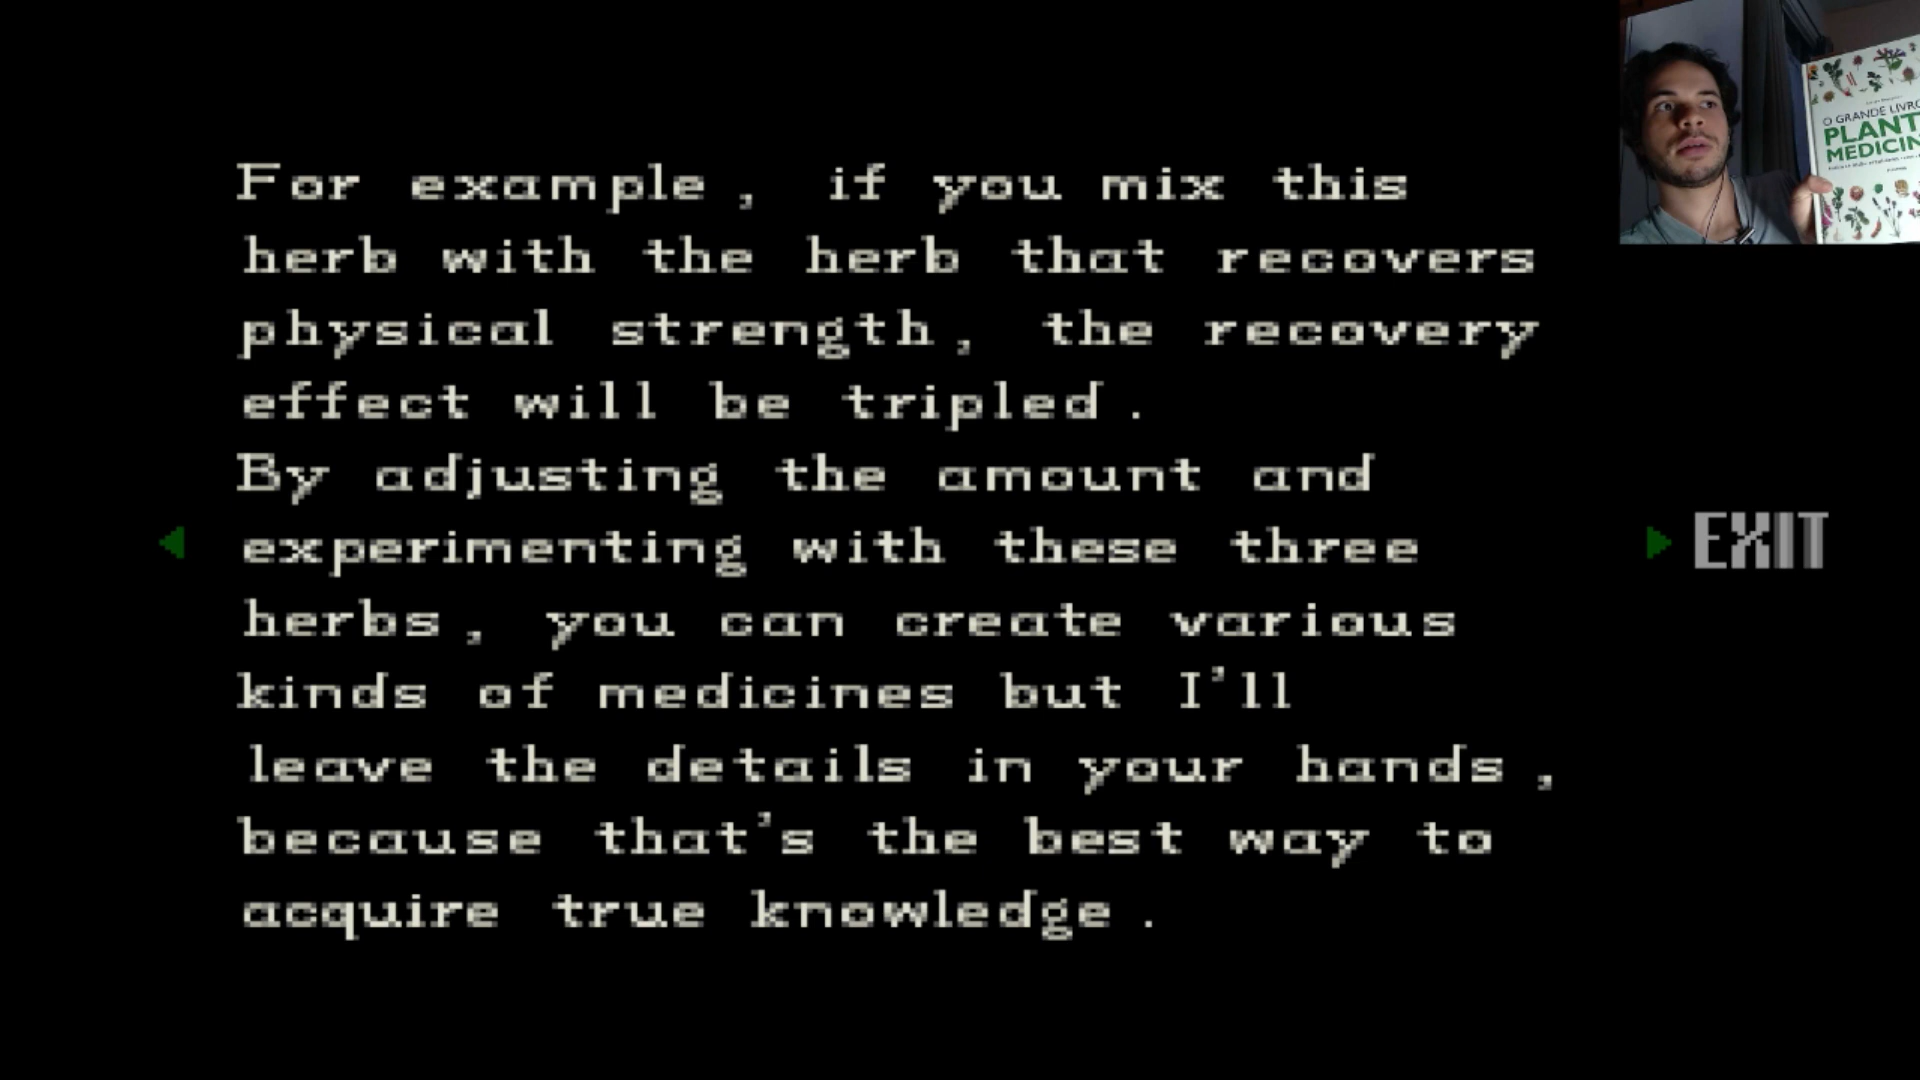 For example, if you mix this
herb with the herb that recovers
physical strength, the recovery
effect will be tripled.
By adjusting the amount and
experimenting with these three
herbs, you can create various
kinds of medicines but I'll
leave the details in your hands,
because that's the best way to
acquire true knowledge.
EXIT
O GRANDE LIVRO
PLANT
MEDICIN